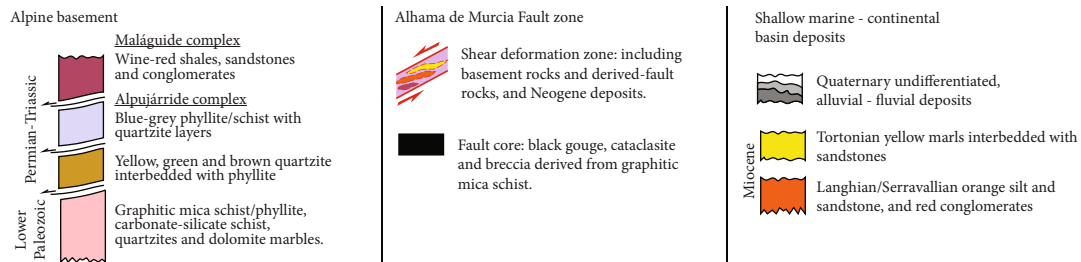 Alpine basement
Maláguide complex
Wine-red shales, sandstones
and conglomerates
Alpujárride complex
Blue-grey phyllite/schist with
quartzite layers
Yellow, green and brown quartzite
interbedded with phyllite
Graphitic mica schist/phyllite,
carbonate-silicate schist,
quartzites and dolomite marbles.
Permian-Triassic
Lower
Paleozoic
Alhama de Murcia Fault zone
Shear deformation zone: including
basement rocks and derived-fault
rocks, and Neogene deposits.
Fault core: black gouge, cataclasite
and breccia derived from graphitic
mica schist.
Shallow marine - continental
basin deposits
Quaternary undifferentiated,
alluvial - fluvial deposits
Tortonian yellow marls interbedded with
sandstones
Langhian/Serravallian orange silt and
sandstone, and red conglomerates
Miocene